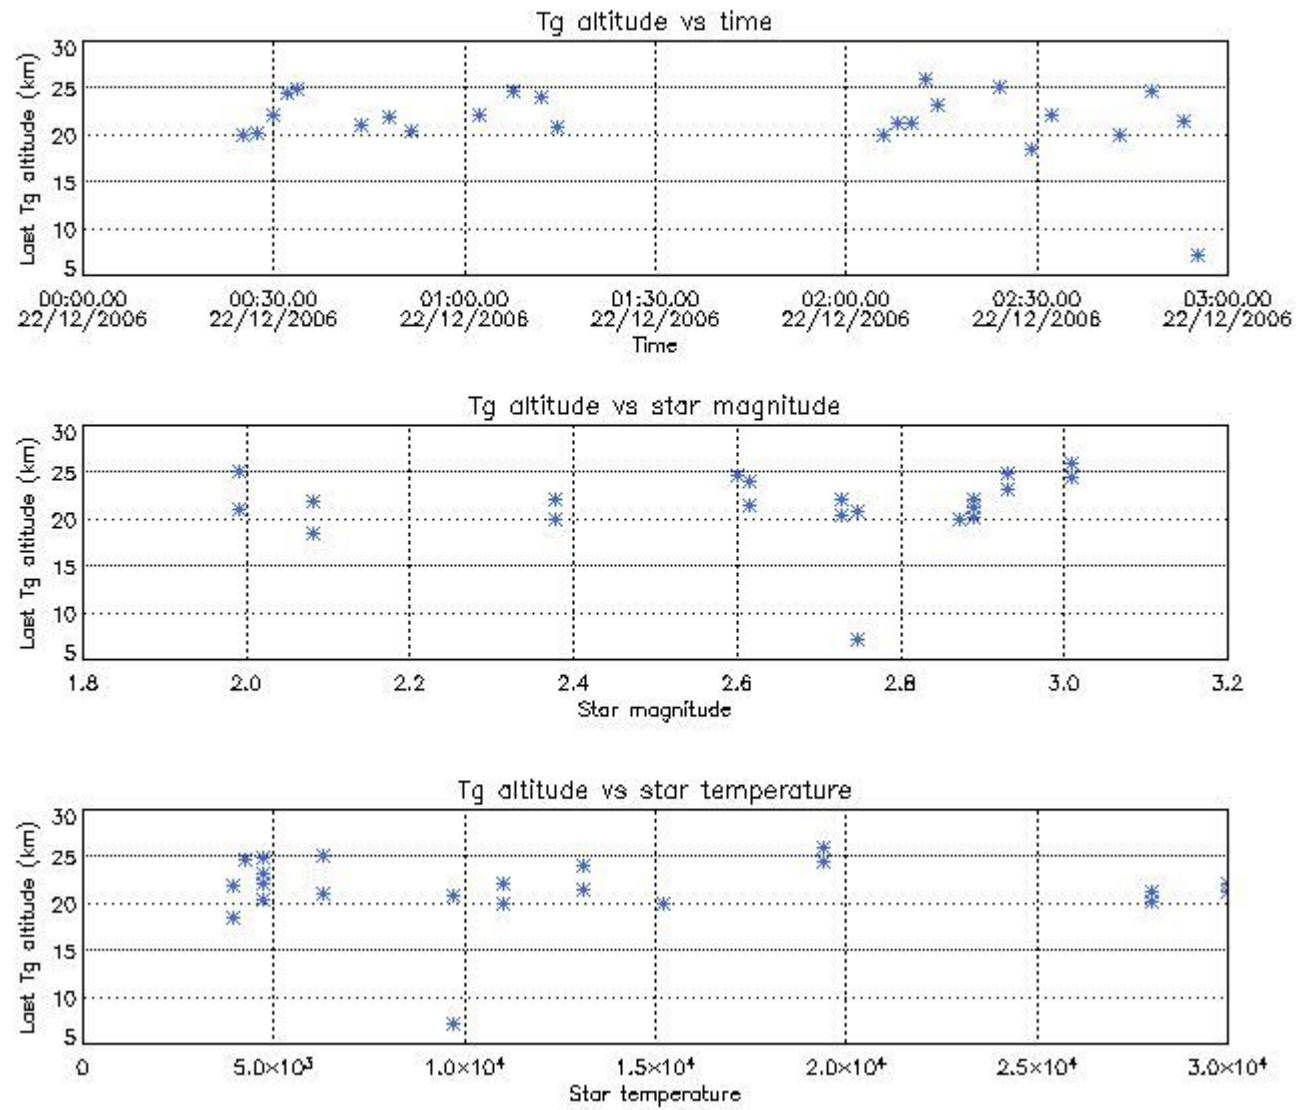 Tg altitude vs time
Last Tg altitude (km)
30
25
20
15
10
5
00:00.00 00:30.00 01:00.00 01:30.00 02:00.00 02:30.00 03:00.00
22/12/2006 22/12/2006 22/12/2006 22/12/2006 22/12/2006 22/12/2006 22/12/2006
Time
Tg altitude vs star magnitude
Last Tg altitude (km)
30
25
20
15
10
5
1.8 2.0 2.2 2.4 2.6 2.8 3.0 3.2
Star magnitude
Tg altitude vs star temperature
Last Tg altitude (km)
30
25
20
15
10
5
0 5.0×10³ 1.0×10⁴ 1.5×10⁴ 2.0×10⁴ 2.5×10⁴ 3.0×10⁴
Star temperature